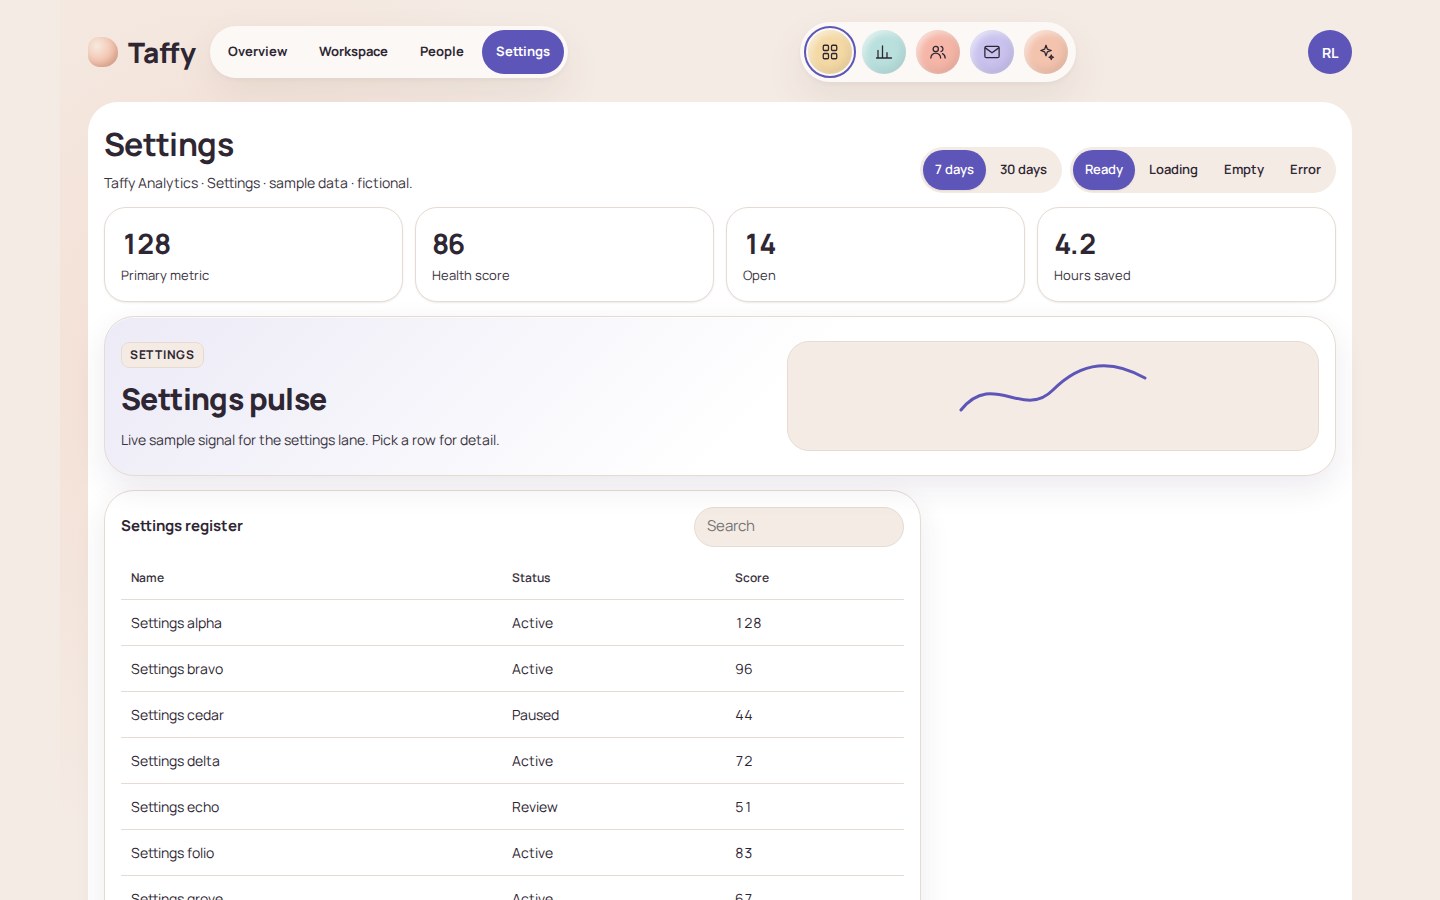 Taffy
Overview Workspace People Settings
RL
Settings
Taffy Analytics · Settings · sample data · fictional.
7 days 30 days
Ready Loading Empty Error
128
Primary metric
86
Health score
14
Open
4.2
Hours saved
SETTINGS
Settings pulse
Live sample signal for the settings lane. Pick a row for detail.
Settings register
Search
Name Status Score
Settings alpha Active 128
Settings bravo Active 96
Settings cedar Paused 44
Settings delta Active 72
Settings echo Review 51
Settings folio Active 83
Settings grove Active 67